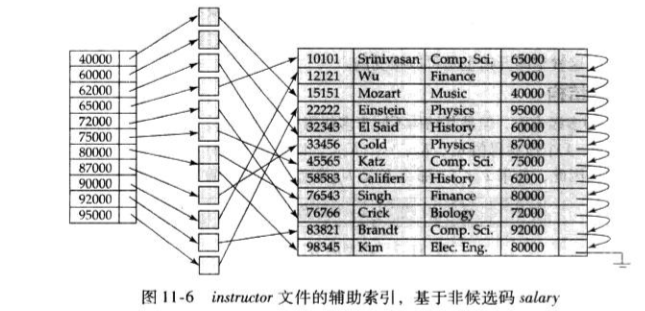 40000
60000
62000
65000
72000
75000
80000
87000
90000
92000
95000
10101 Srinivasan Comp. Sci. 65000
12121 Wu Finance 90000
15151 Mozart Music 40000
22222 Einstein Physics 95000
32343 El Said History 60000
33456 Gold Physics 87000
45565 Katz Comp. Sci. 75000
58583 Califieri History 62000
76543 Singh Finance 80000
76766 Crick Biology 72000
83821 Brandt Comp. Sci. 92000
98345 Kim Elec. Eng. 80000
图 11-6 instructor 文件的辅助索引，基于非候选码 salary